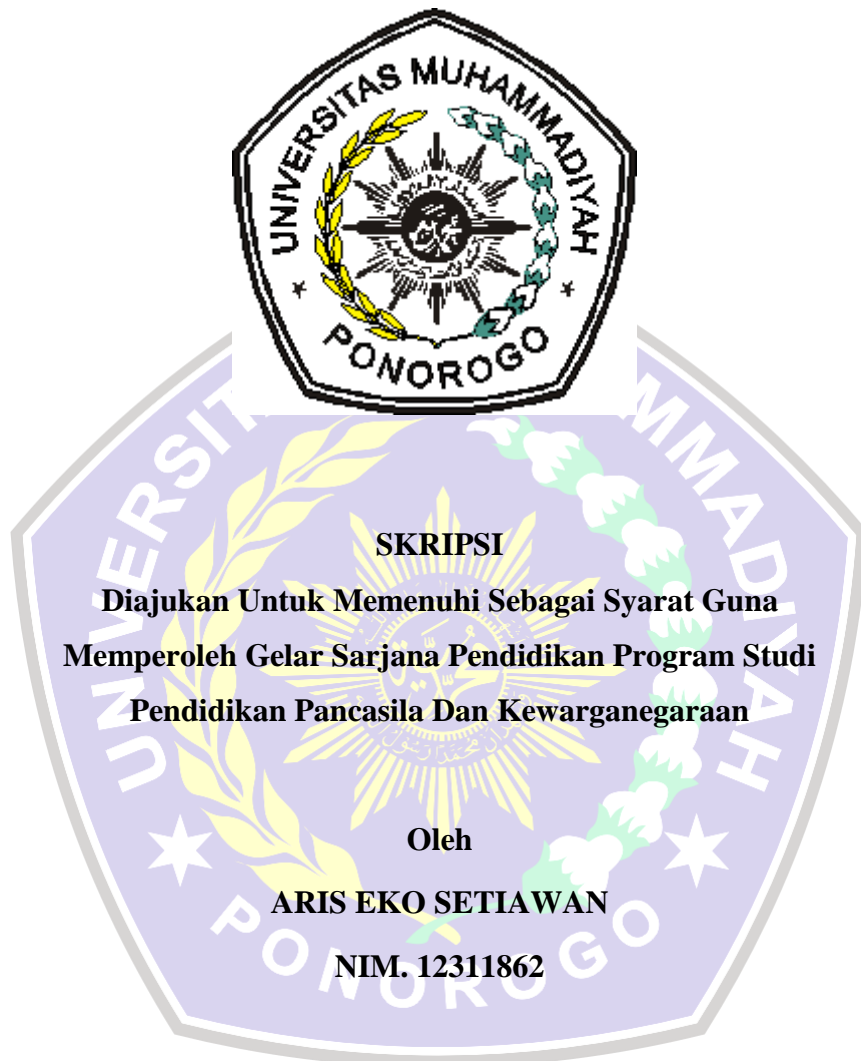 UNIVERSITAS MUHAMMADIYAH
PONOROGO
SKRIPSI
Diajukan Untuk Memenuhi Sebagai Syarat Guna
Memperoleh Gelar Sarjana Pendidikan Program Studi
Pendidikan Pancasila Dan Kewarganegaraan
Oleh
ARIS EKO SETIAWAN
NIM. 12311862
PONOROGO